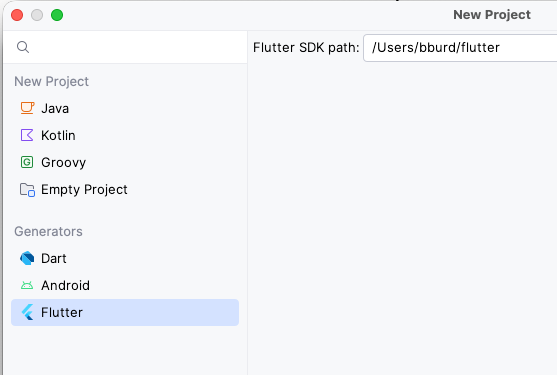 New Project
Flutter SDK path: /Users/bburd/flutter
New Project
Java
Kotlin
G Groovy
Empty Project
Generators
Dart
Android
Flutter